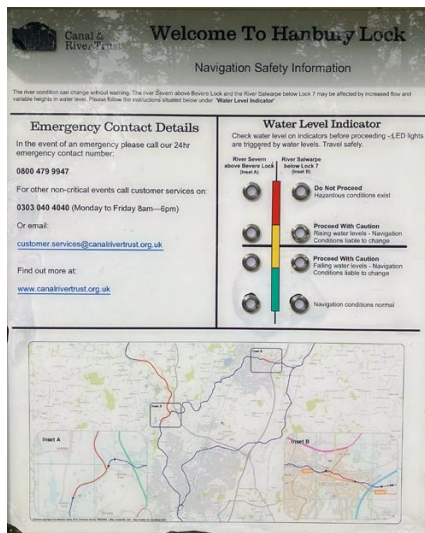 Canal &
River Trust
Welcome To Hanbury Lock
Navigation Safety Information
The river condition can change without warning. The river Severn above Bevere Lock and the River Salwarpe below Lock 7 may be affected by increased flow and
variable heights in water level. Please follow the instructions situated below under 'Water Level Indicator'
Emergency Contact Details
In the event of an emergency please call our 24hr
emergency contact number:
0800 479 9947
For other non-critical events call customer services on:
0303 040 4040 (Monday to Friday 8am—6pm)
Or email:
customer.services@canalrivertrust.org.uk
Find out more at:
www.canalrivertrust.org.uk
Water Level Indicator
Check water level on indicators before proceeding -:LED lights
are triggered by water levels. Travel safely.
River Severn
above Bevere Lock
(Inset A)
River Salwarpe
below Lock 7
(Inset B)
Do Not Proceed
Hazardous conditions exist
Proceed With Caution
Rising water levels - Navigation
Conditions liable to change
Proceed With Caution
Falling water levels - Navigation
Conditions liable to change
Navigation conditions normal
Inset A
Inset B